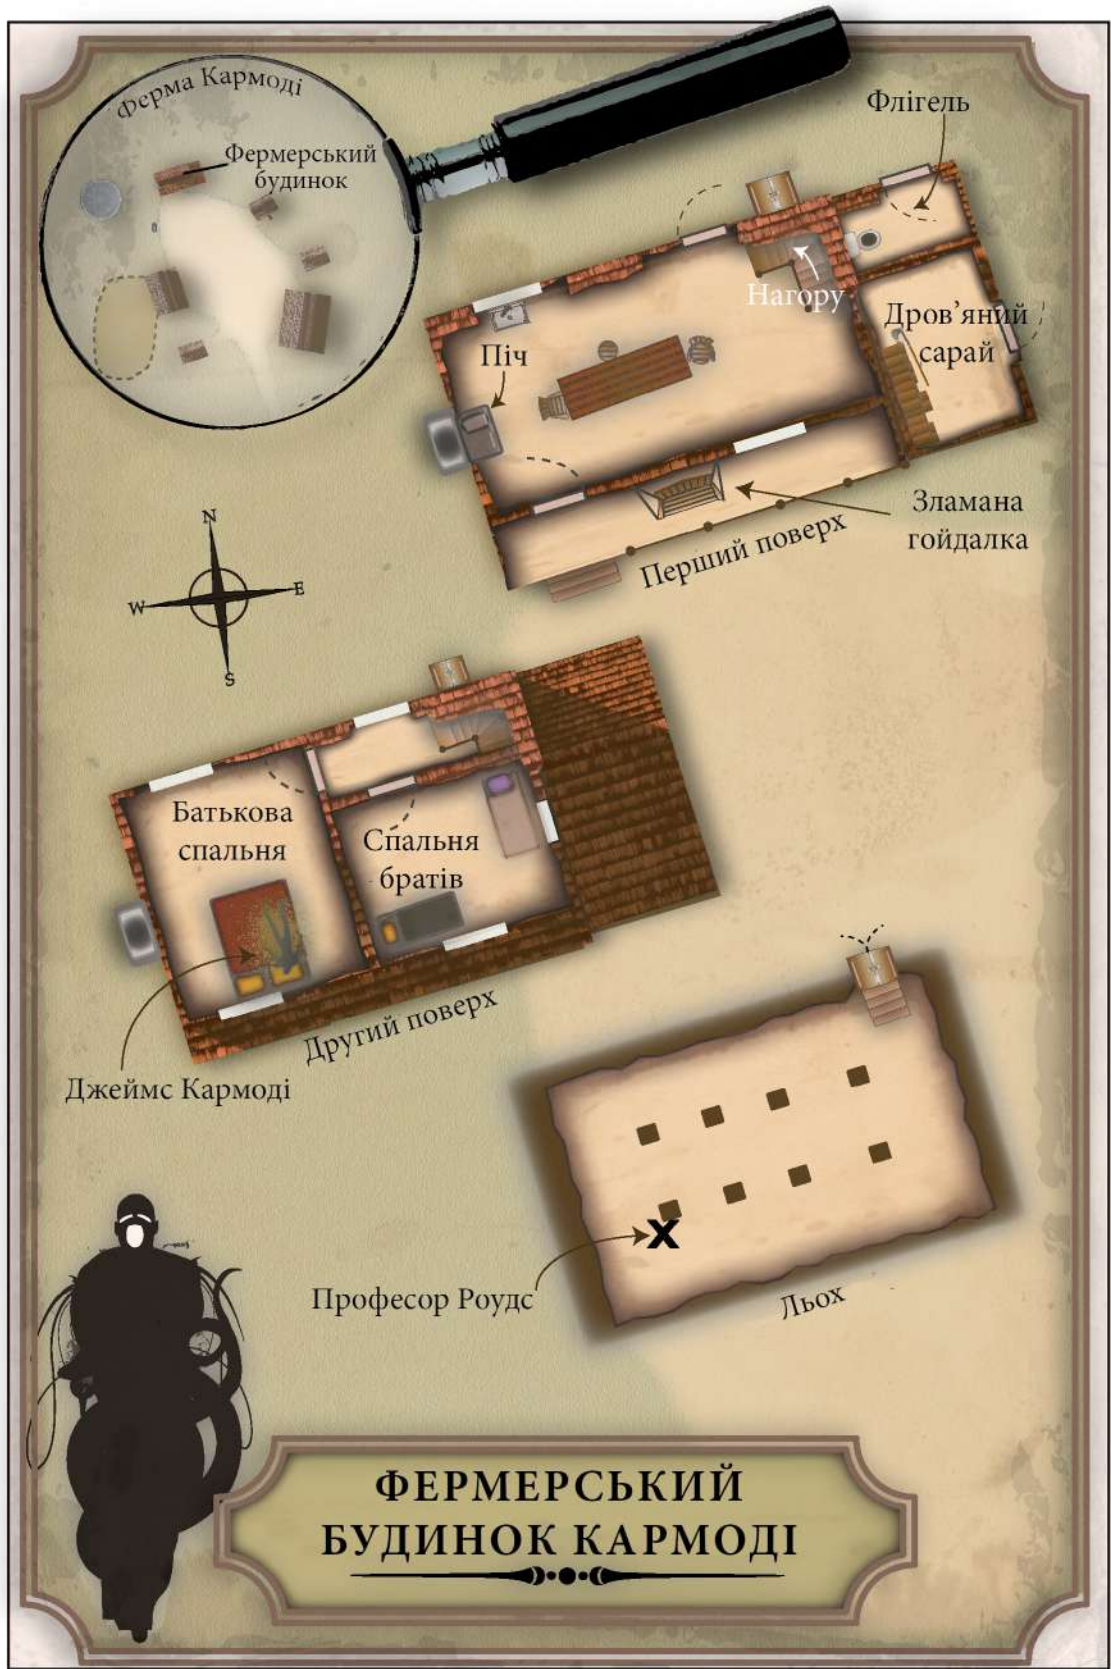 Ферма Кармоді
Фермерський
будинок
Флігель
Нагору
Дров’яний
сарай
Піч
Зламана
гойдалка
Перший поверх
N
W
E
S
Батькова
спальня
Спальня
братів
Другий поверх
Джеймс Кармоді
Професор Роудс
X
Льох
ФЕРМЕРСЬКИЙ
БУДИНОК КАРМОДІ